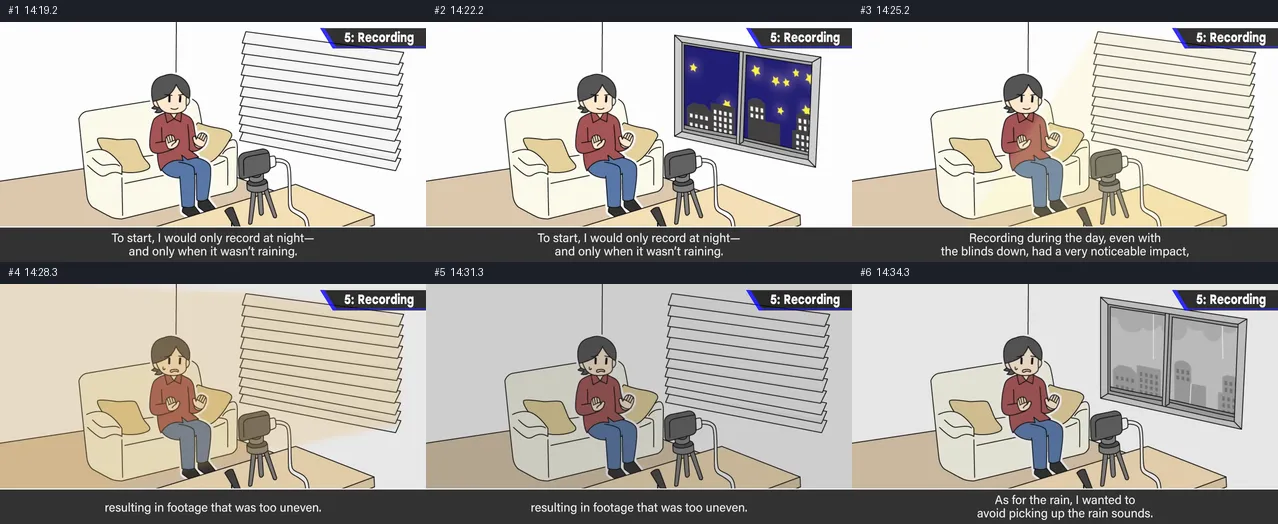 #1 14:19.2
5: Recording
To start, I would only record at night—
and only when it wasn't raining.
#2 14:22.2
5: Recording
To start, I would only record at night—
and only when it wasn't raining.
#3 14:25.2
5: Recording
Recording during the day, even with
the blinds down, had a very noticeable impact,
#4 14:28.3
5: Recording
resulting in footage that was too uneven.
#5 14:31.3
5: Recording
resulting in footage that was too uneven.
#6 14:34.3
5: Recording
As for the rain, I wanted to
avoid picking up the rain sounds.